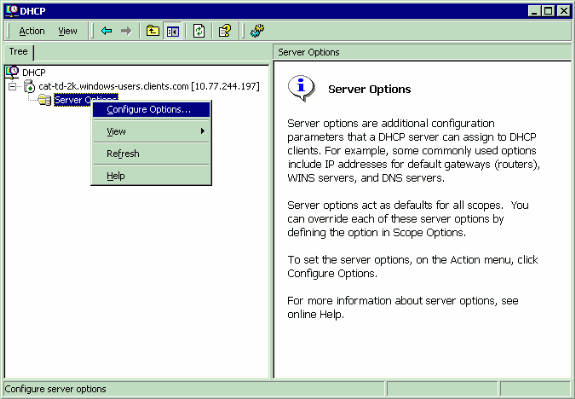 DHCP
Action View
Tree
Server Options
DHCP
cat-td-2k.windows-users.clients.com [10.77.244.197]
Server Options
Configure Options...
View
Refresh
Help
Server Options
Server options are additional configuration
parameters that a DHCP server can assign to DHCP
clients. For example, some commonly used options
include IP addresses for default gateways (routers),
WINS servers, and DNS servers.
Server options act as defaults for all scopes. You
can override each of these server options by
defining the option in Scope Options.
To set the server options, on the Action menu, click
Configure Options.
For more information about server options, see
online Help.
Configure server options